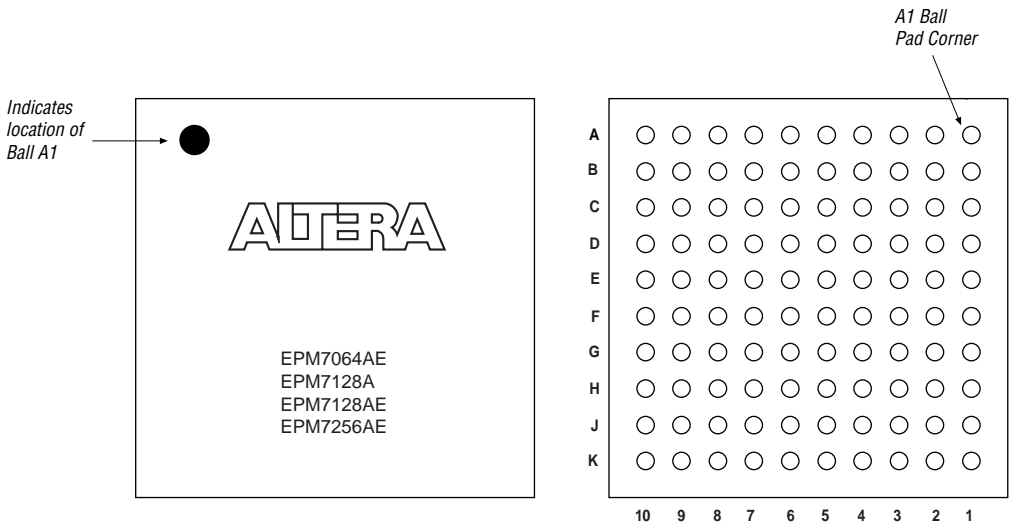 A1 Ball
Pad Corner
Indicates
location of
Ball A1
ALTERA
EPM7064AE
EPM7128A
EPM7128AE
EPM7256AE
A
B
C
D
E
F
G
H
J
K
10 9 8 7 6 5 4 3 2 1